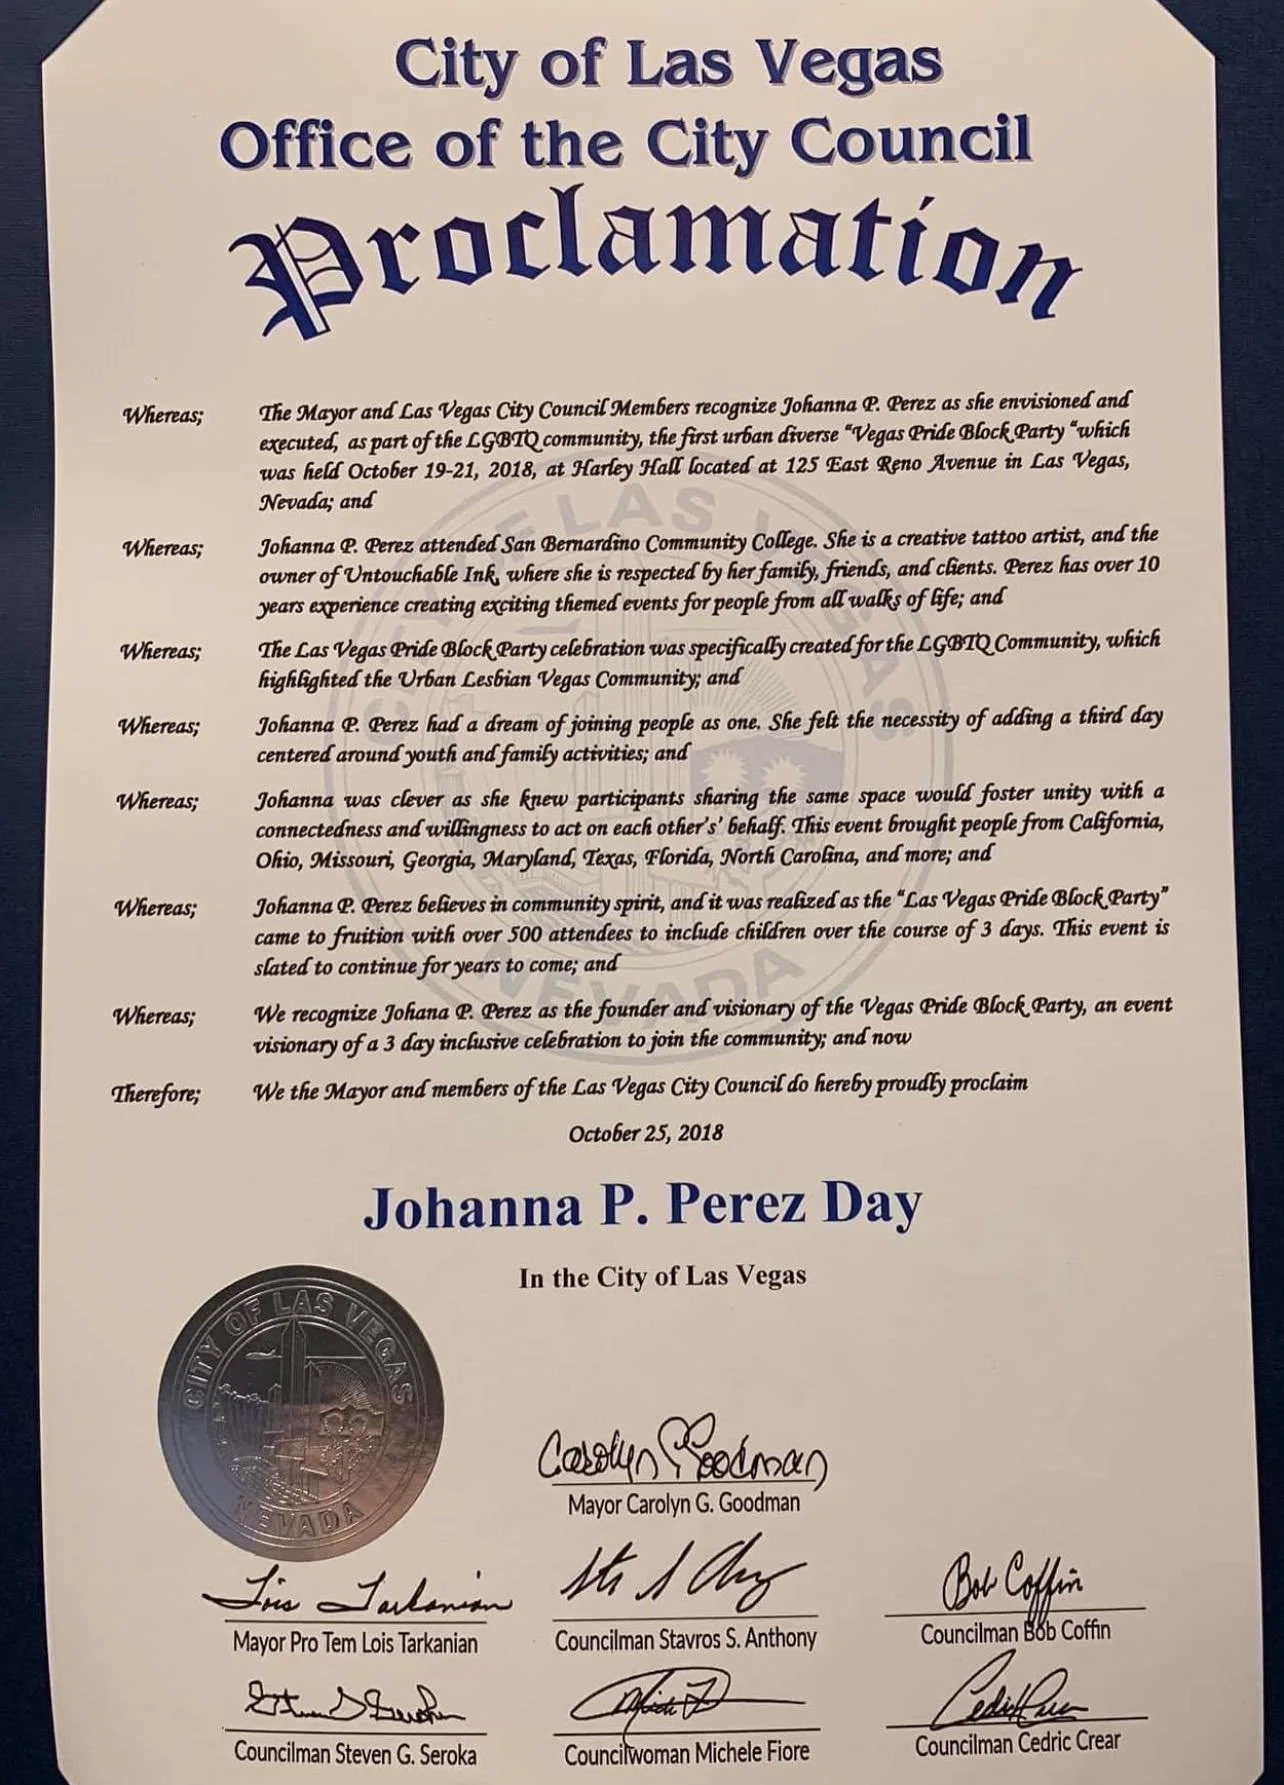 City of Las Vegas
Office of the City Council
Proclamation
Whereas; The Mayor and Las Vegas City Council Members recognize Johanna P. Perez as she envisioned and
executed, as part of the LGBTQ community, the first urban diverse "Vegas Pride Block Party "which
was held October 19-21, 2018, at Harley Hall located at 125 East Reno Avenue in Las Vegas,
Nevada; and
Whereas; Johanna P. Perez attended San Bernardino Community College. She is a creative tattoo artist, and the
owner of Untouchable Ink, where she is respected by her family, friends, and clients. Perez has over 10
years experience creating exciting themed events for people from all walks of life; and
Whereas; The Las Vegas Pride Block Party celebration was specifically created for the LGBTQ Community, which
highlighted the Urban Lesbian Vegas Community; and
Whereas; Johanna P. Perez had a dream of joining people as one. She felt the necessity of adding a third day
centered around youth and family activities; and
Whereas; Johanna was clever as she knew participants sharing the same space would foster unity with a
connectedness and willingness to act on each other's' behalf. This event brought people from California,
Ohio, Missouri, Georgia, Maryland, Texas, Florida, North Carolina, and more; and
Whereas; Johanna P. Perez believes in community spirit, and it was realized as the "Las Vegas Pride Block Party"
came to fruition with over 500 attendees to include children over the course of 3 days. This event is
slated to continue for years to come; and
Whereas; We recognize Johana P. Perez as the founder and visionary of the Vegas Pride Block Party, an event
visionary of a 3 day inclusive celebration to join the community; and now
Therefore; We the Mayor and members of the Las Vegas City Council do hereby proudly proclaim
October 25, 2018
Johanna P. Perez Day
In the City of Las Vegas
CITY OF LAS VEGAS
NEVADA
Carolyn G Goodman
Mayor Carolyn G. Goodman
Lois Tarkanian
Bob Coffin
Mayor Pro Tem Lois Tarkanian
Councilman Stavros S. Anthony
Councilman Bob Coffin
Cedric Crear
Councilman Steven G. Seroka
Councilwoman Michele Fiore
Councilman Cedric Crear